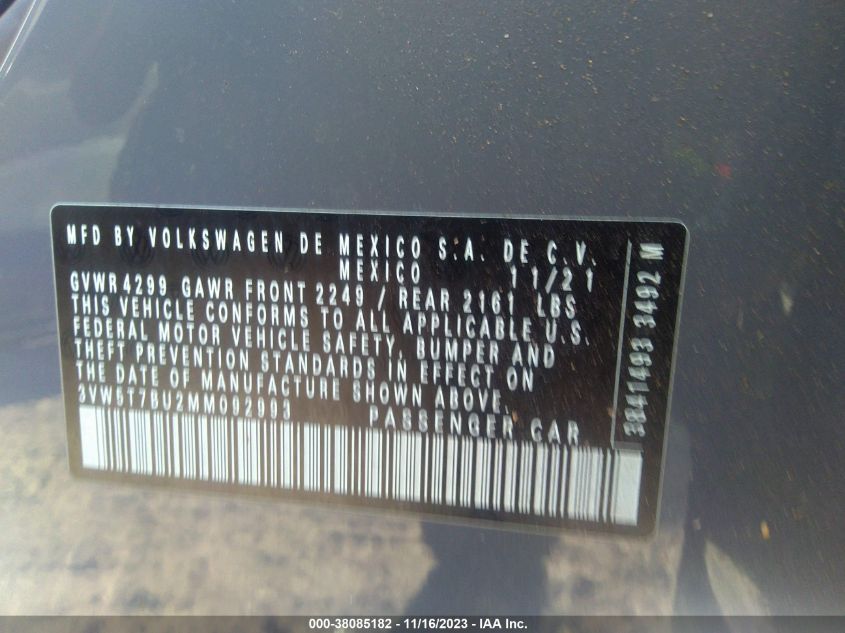 MFD BY VOLKSWAGEN DE MEXICO S.A. DE C.V.
MEXICO 11/21
GVWR 4299 GAWR FRONT 2249 / REAR 2161 LBS
THIS VEHICLE CONFORMS TO ALL APPLICABLE U.S.
FEDERAL MOTOR VEHICLE SAFETY, BUMPER AND
THEFT PREVENTION STANDARDS IN EFFECT ON
THE DATE OF MANUFACTURE SHOWN ABOVE.
3VW5T7BU2MM092993 PASSENGER CAR
3841493 3492 M
000-38085182 - 11/16/2023 - IAA Inc.